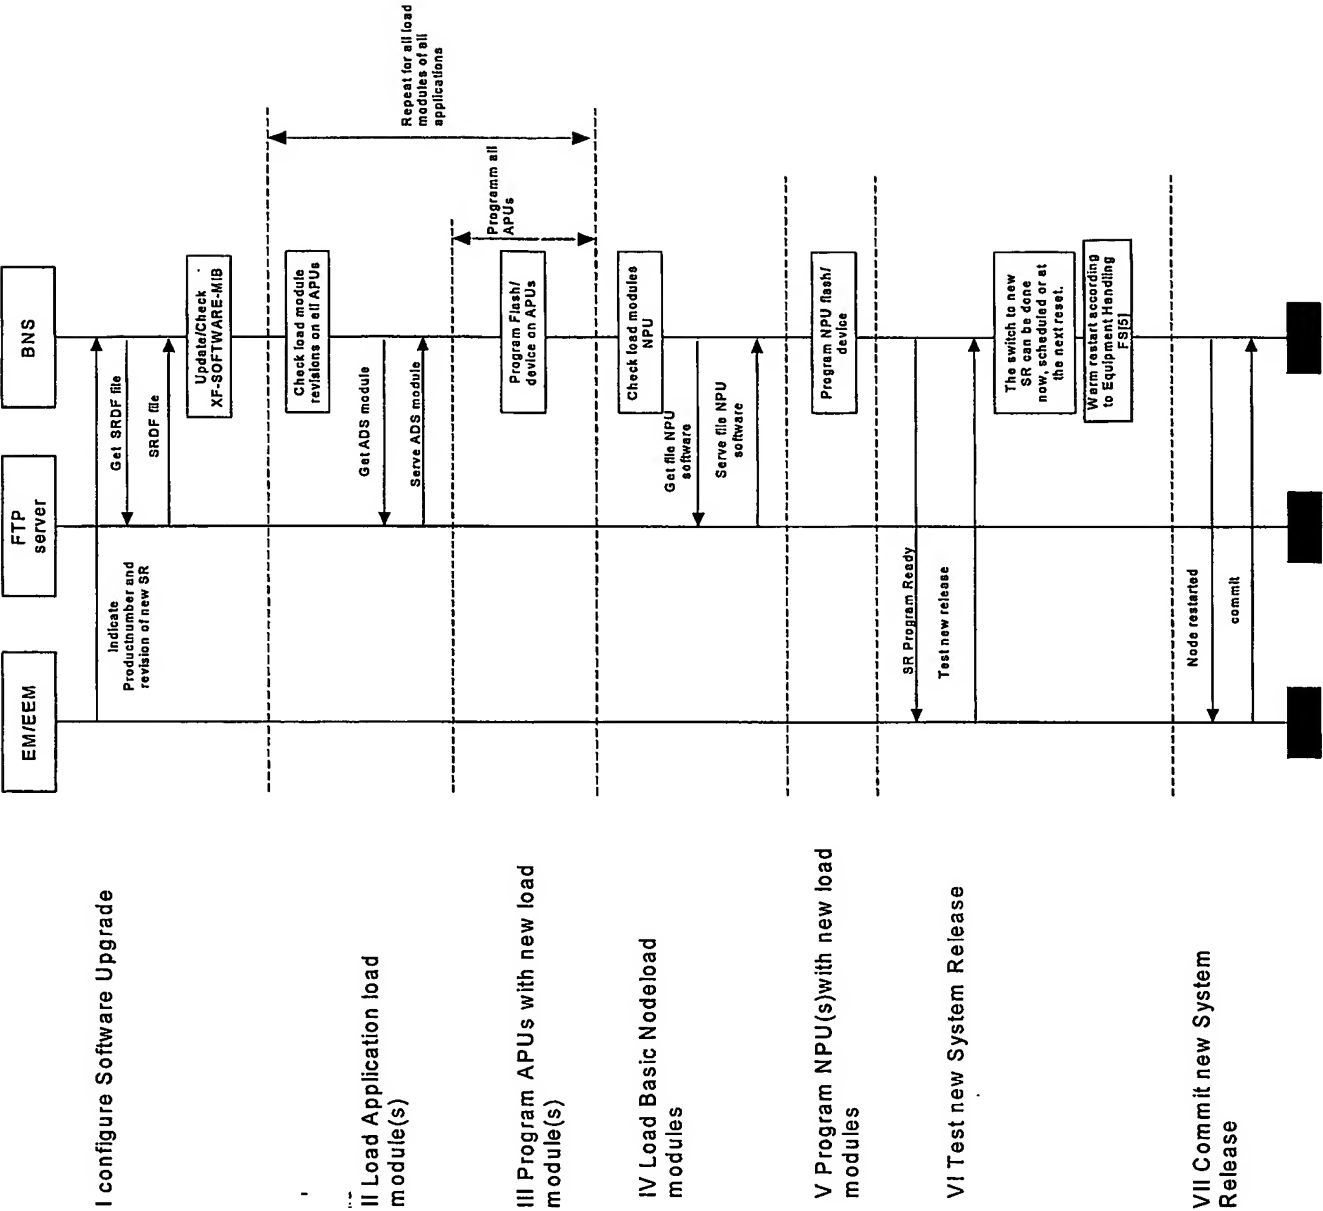 EM/EEM
FTP
server
BNS
I configure Software Upgrade
Indicate
Productnumber and
revision of new SR
Get SRDF file
SRDF file
Update/Check
XF-SOFTWARE-MIB
II Load Application load
module(s)
Check load module
revisions on all APUs
Get ADS module
Serve ADS module
Repeat for all load
modules of all
applications
III Program APUs with new load
module(s)
Program Flash/
device on APUs
Programm all
APUs
IV Load Basic Nodeload
modules
Check load modules
NPU
Get file NPU
software
Serve file NPU
software
V Program NPU(s)with new load
modules
Program NPU flash/
device
VI Test new System Release
SR Program Ready
Test new release
The switch to new
SR can be done
now, scheduled or at
the next reset.
Warm restart according
to Equipment Handling
FS[5]
VII Commit new System
Release
Node restarted
commit